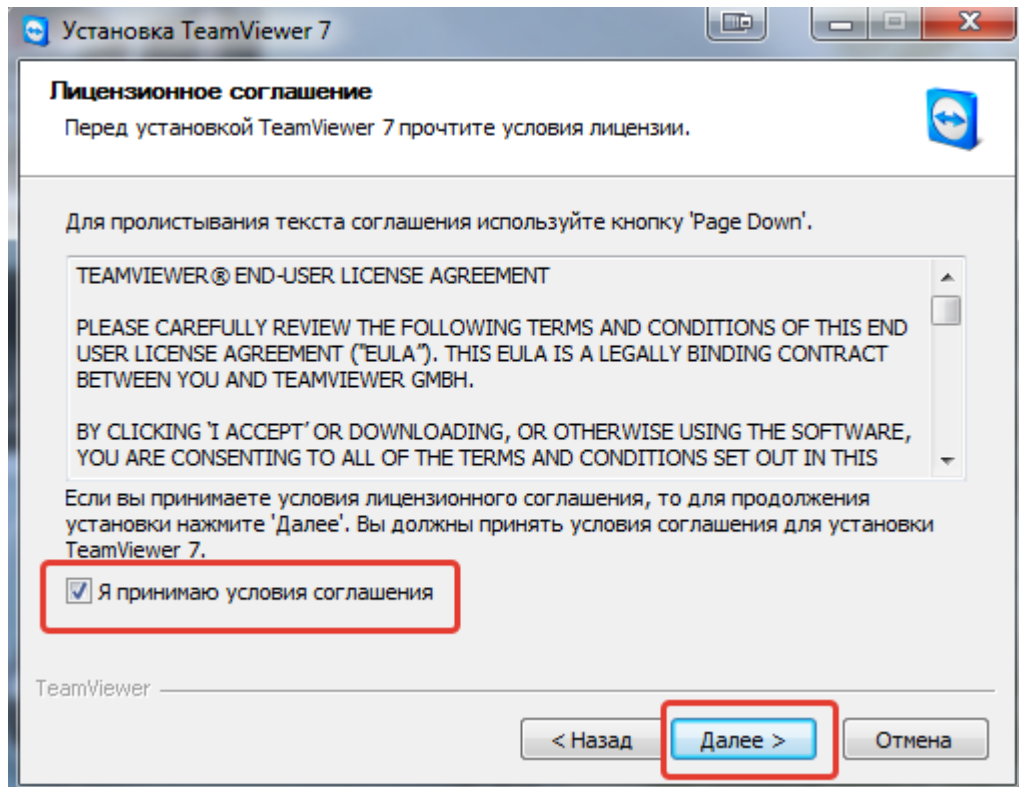 Установка TeamViewer 7
Лицензионное соглашение
Перед установкой TeamViewer 7 прочтите условия лицензии.
Для пролистывания текста соглашения используйте кнопку 'Page Down'.
TEAMVIEWER® END-USER LICENSE AGREEMENT
PLEASE CAREFULLY REVIEW THE FOLLOWING TERMS AND CONDITIONS OF THIS END
USER LICENSE AGREEMENT ("EULA"). THIS EULA IS A LEGALLY BINDING CONTRACT
BETWEEN YOU AND TEAMVIEWER GMBH.
BY CLICKING 'I ACCEPT' OR DOWNLOADING, OR OTHERWISE USING THE SOFTWARE,
YOU ARE CONSENTING TO ALL OF THE TERMS AND CONDITIONS SET OUT IN THIS
Если вы принимаете условия лицензионного соглашения, то для продолжения
установки нажмите 'Далее'. Вы должны принять условия соглашения для установки
TeamViewer 7.
Я принимаю условия соглашения
TeamViewer
< Назад Далее > Отмена